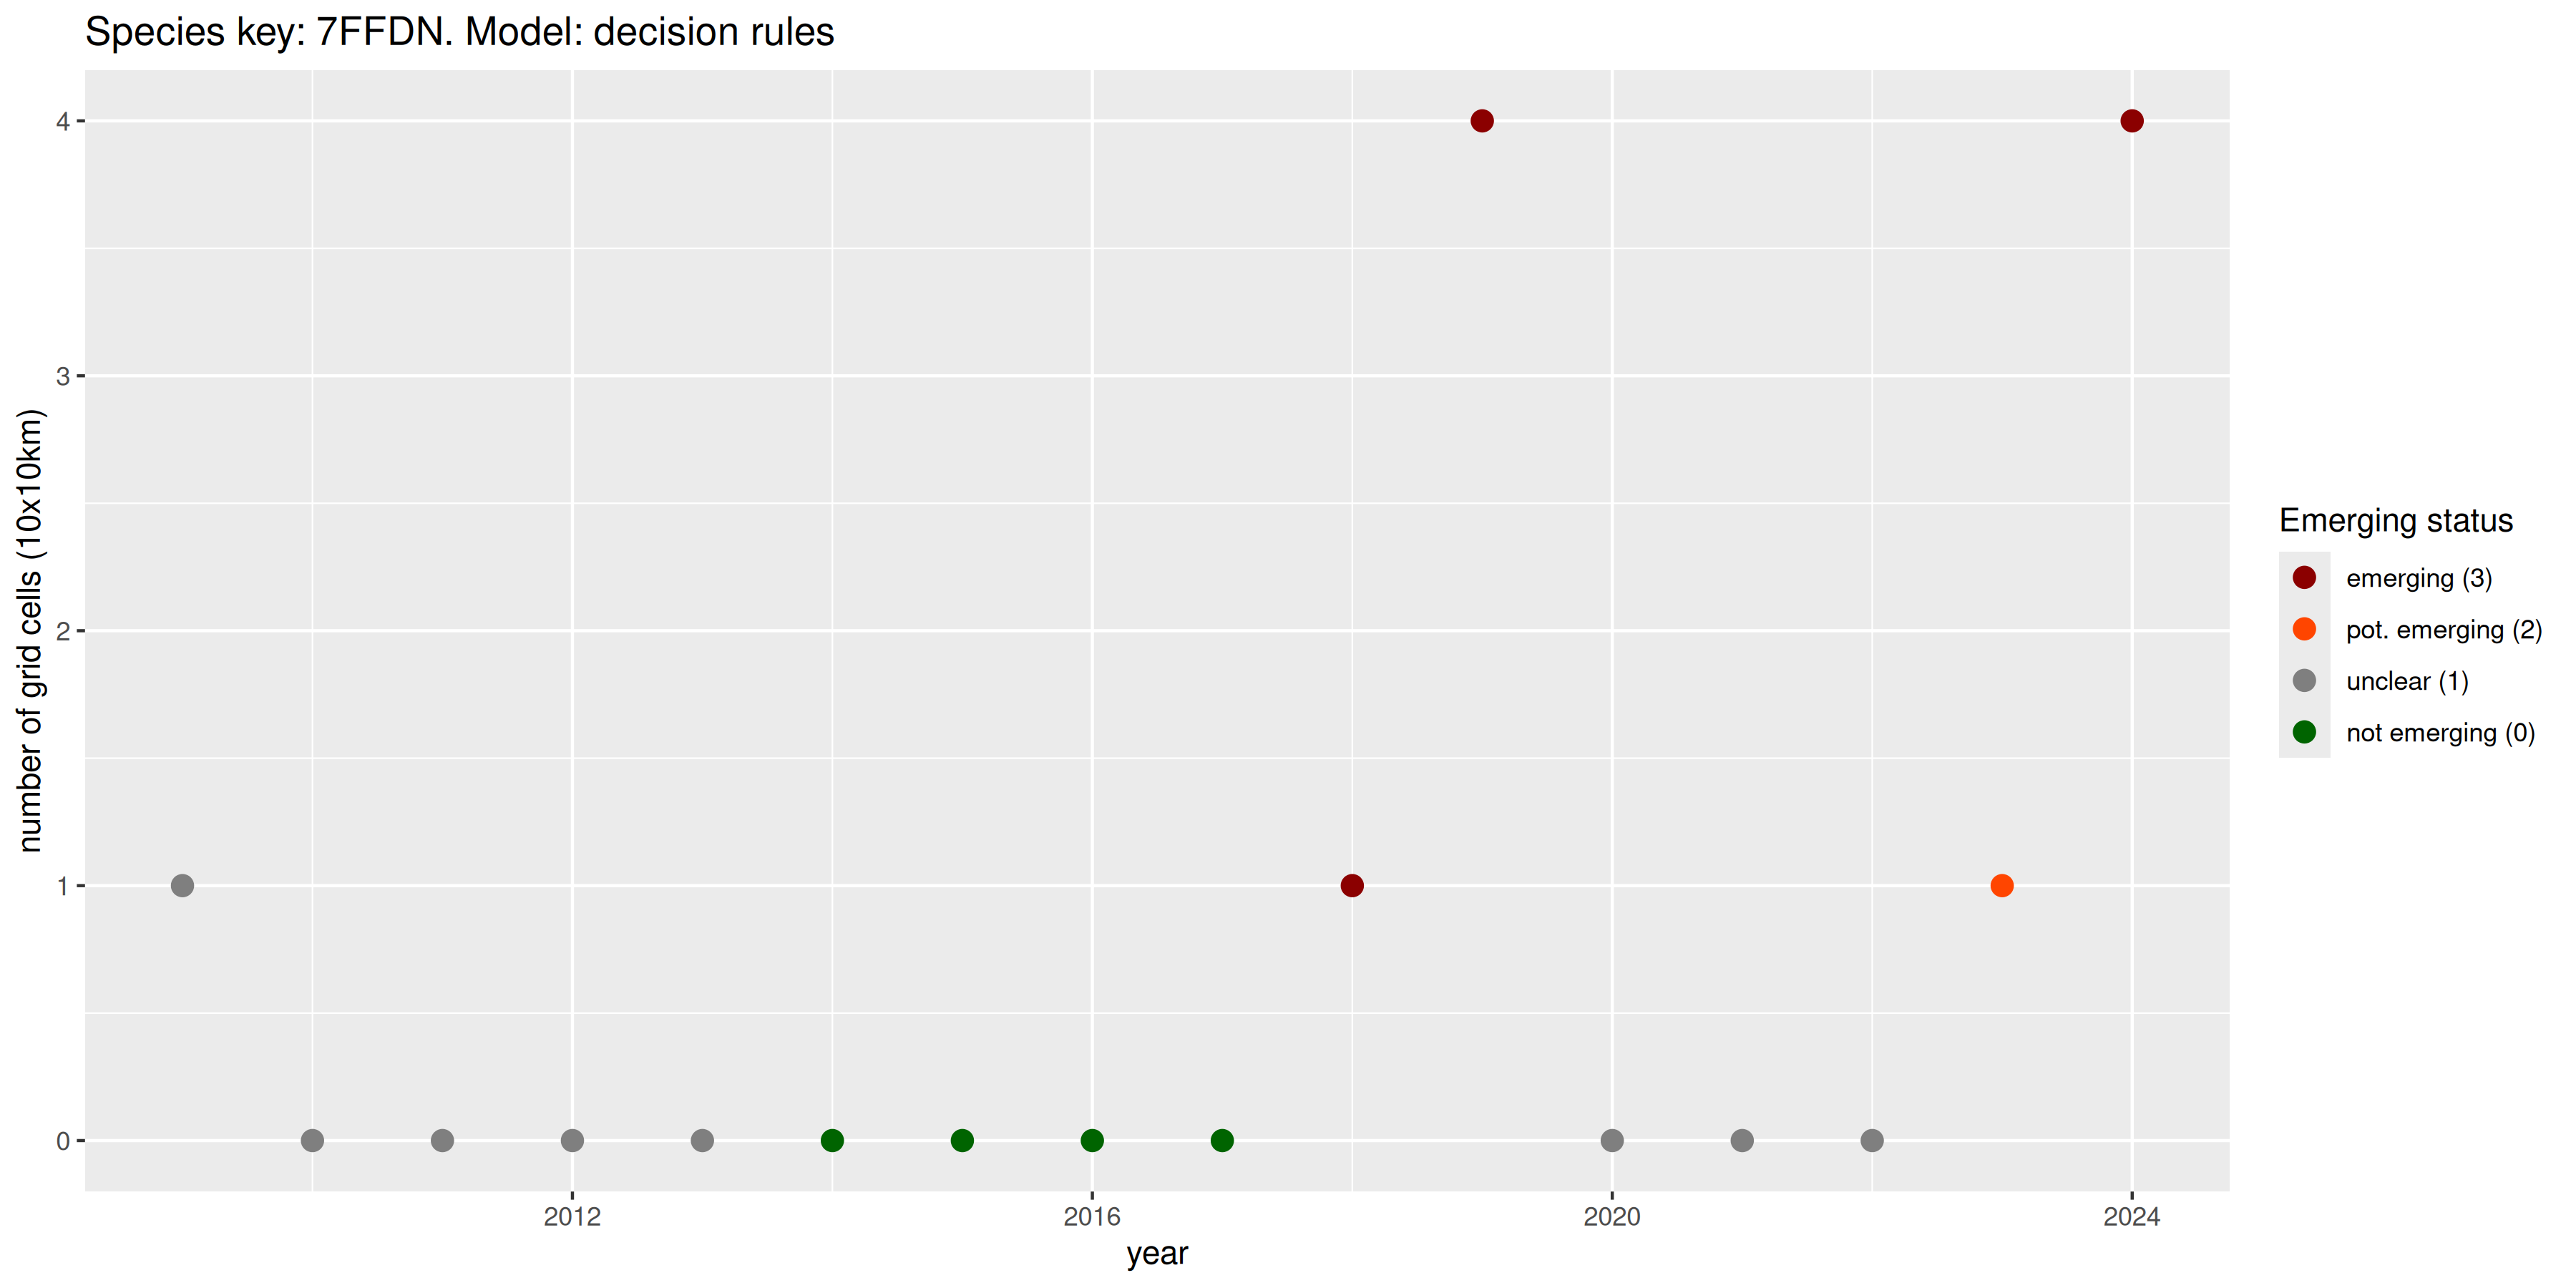 Species key: 7FFDN. Model: decision rules
number of grid cells (10x10km)
4
3
2
1
0
2012
2016
2020
2024
year
Emerging status
emerging (3)
pot. emerging (2)
unclear (1)
not emerging (0)